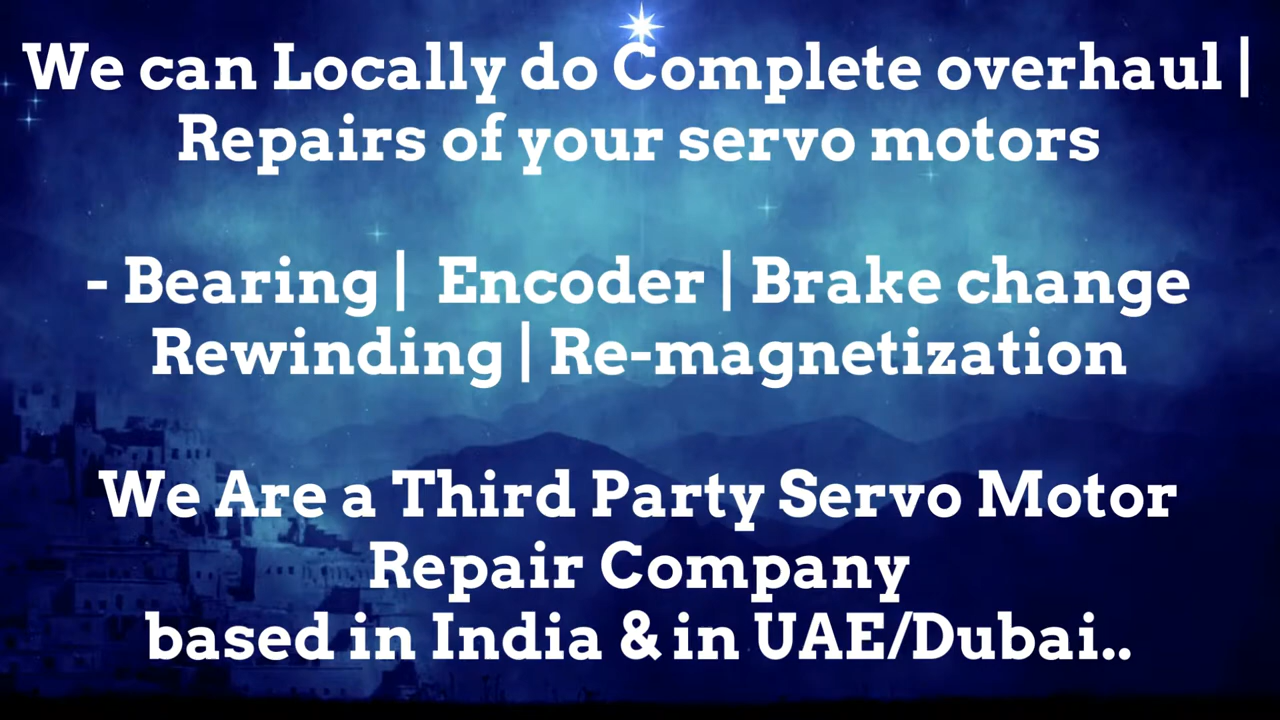 We can Locally do Complete overhaul |
Repairs of your servo motors
- Bearing | Encoder | Brake change
Rewinding | Re-magnetization
We Are a Third Party Servo Motor
Repair Company
based in India & in UAE/Dubai..